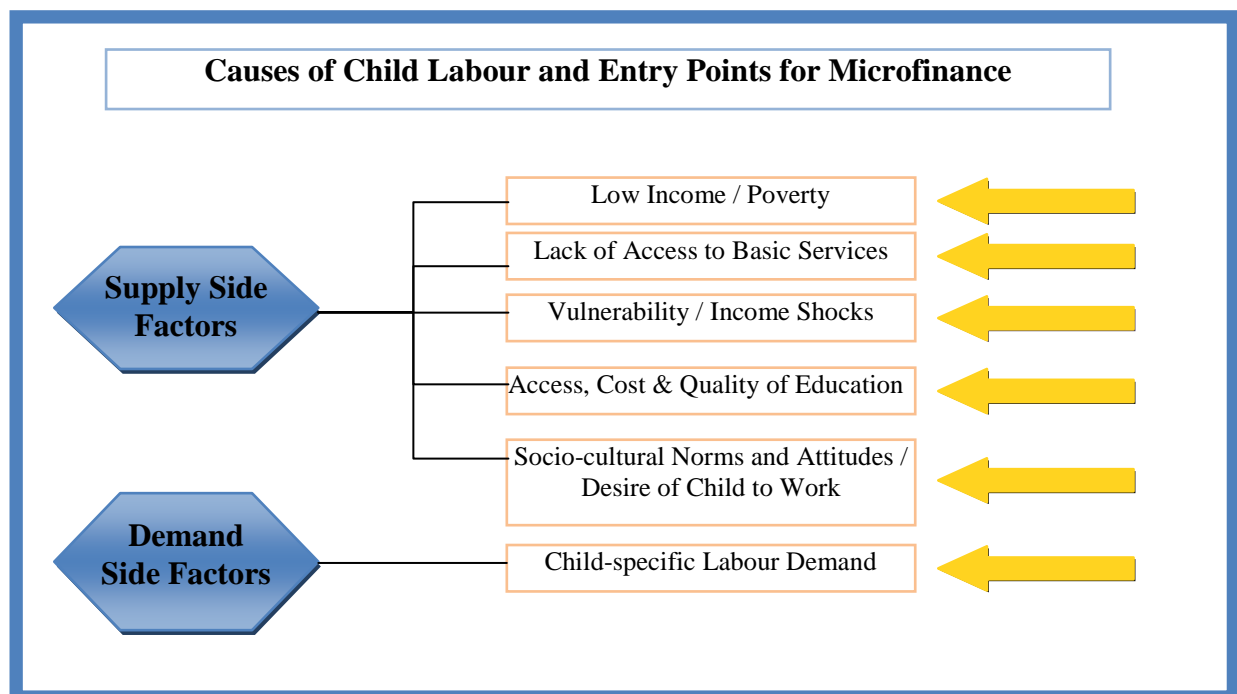 Causes of Child Labour and Entry Points for Microfinance
Supply Side
Factors
Low Income / Poverty
Lack of Access to Basic Services
Vulnerability / Income Shocks
Access, Cost & Quality of Education
Socio-cultural Norms and Attitudes /
Desire of Child to Work
Demand
Side Factors
Child-specific Labour Demand